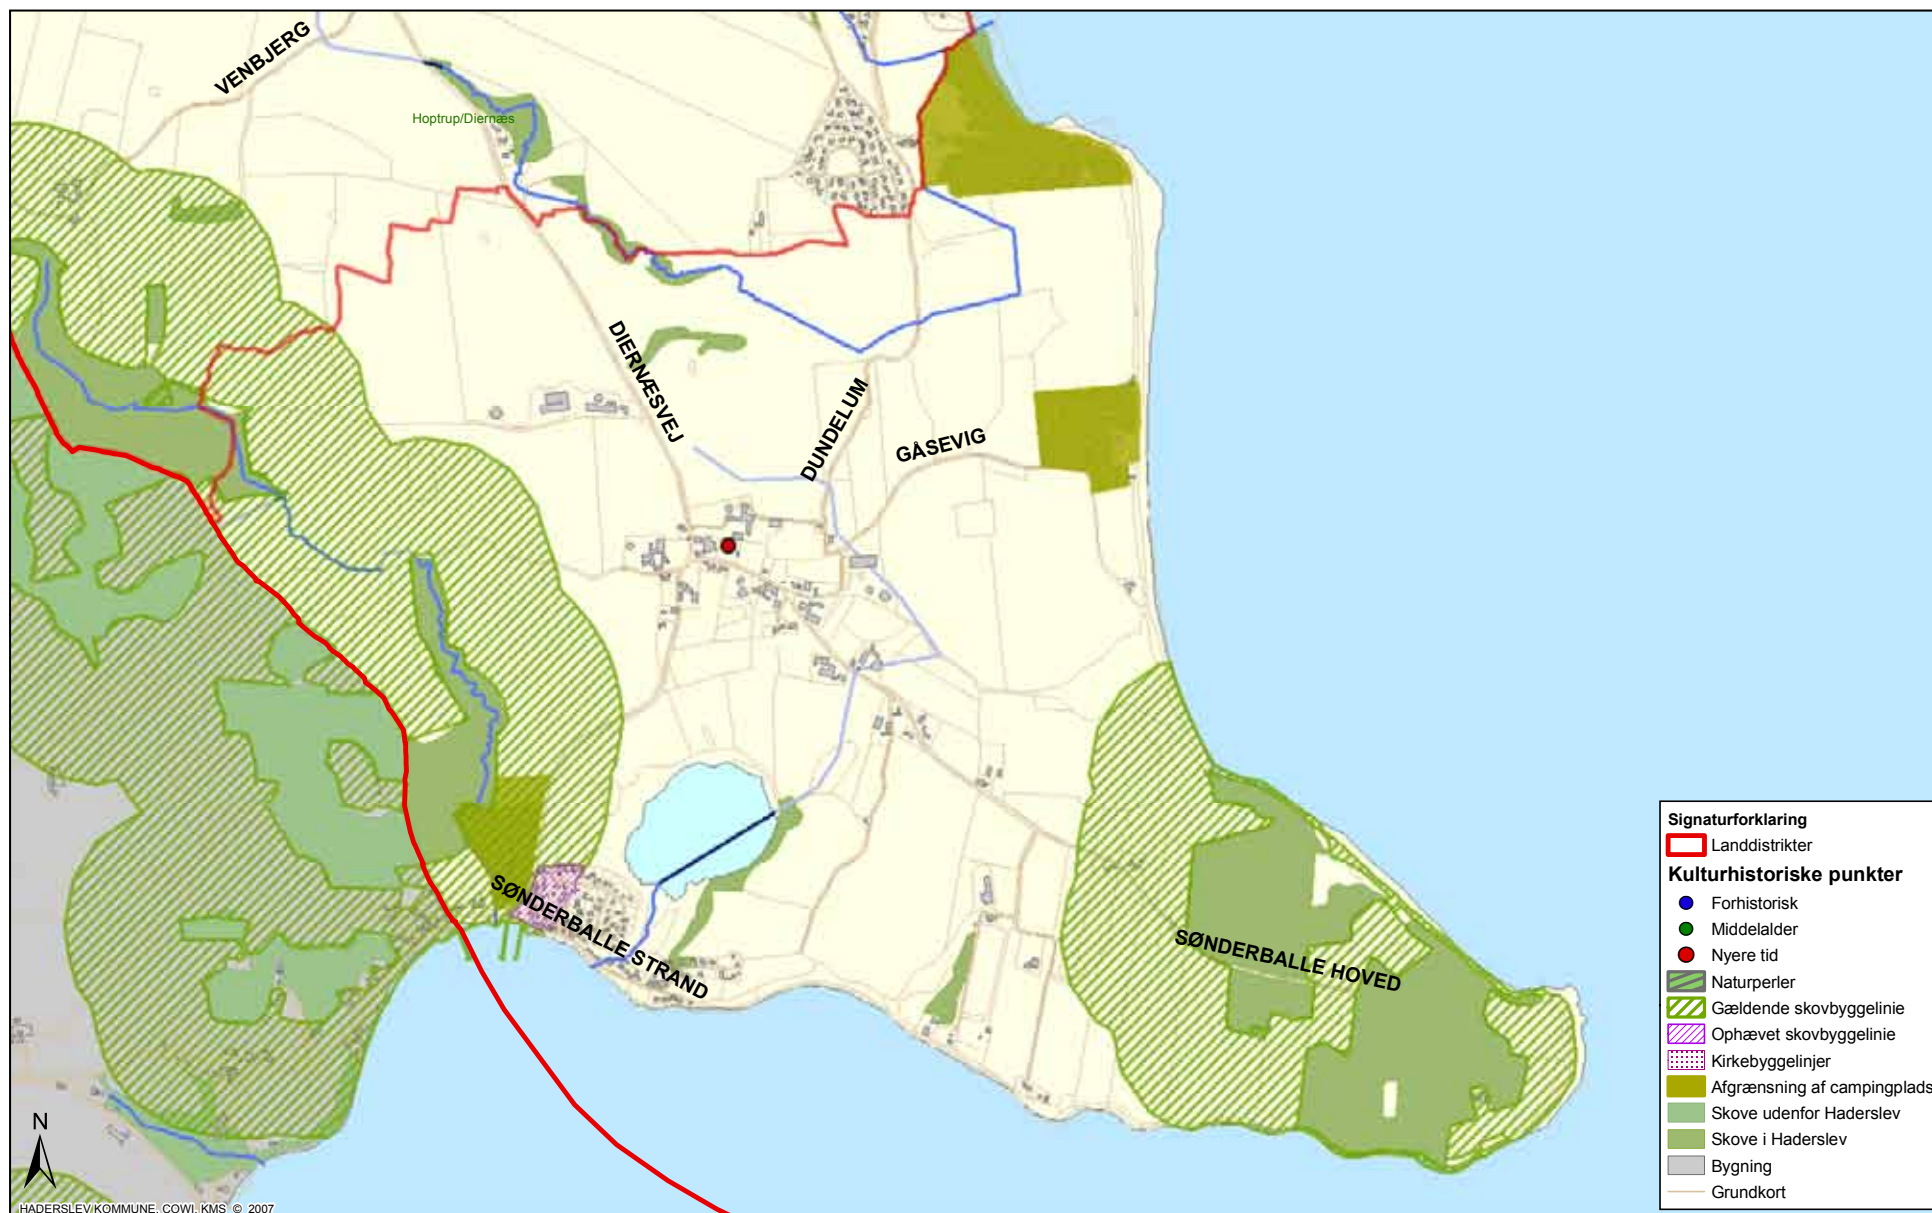 VENBJERG
Hoptrup/Diernæs
DIERNÆSVEJ
DUNDELUM
GÅSEVIG
SØNDERBALLE STRAND
SØNDERBALLE HOVED
Signaturforklaring
Landdistrikter
Kulturhistoriske punkter
Forhistorisk
Middelalder
Nyere tid
Naturperler
Gældende skovbyggelinie
Ophævet skovbyggelinie
Kirkebyggelinjer
Afgrænsning af campingplads
Skove udenfor Haderslev
Skove i Haderslev
Bygning
Grundkort
N
HADERSLEV KOMMUNE, COWI, KMS © 2007